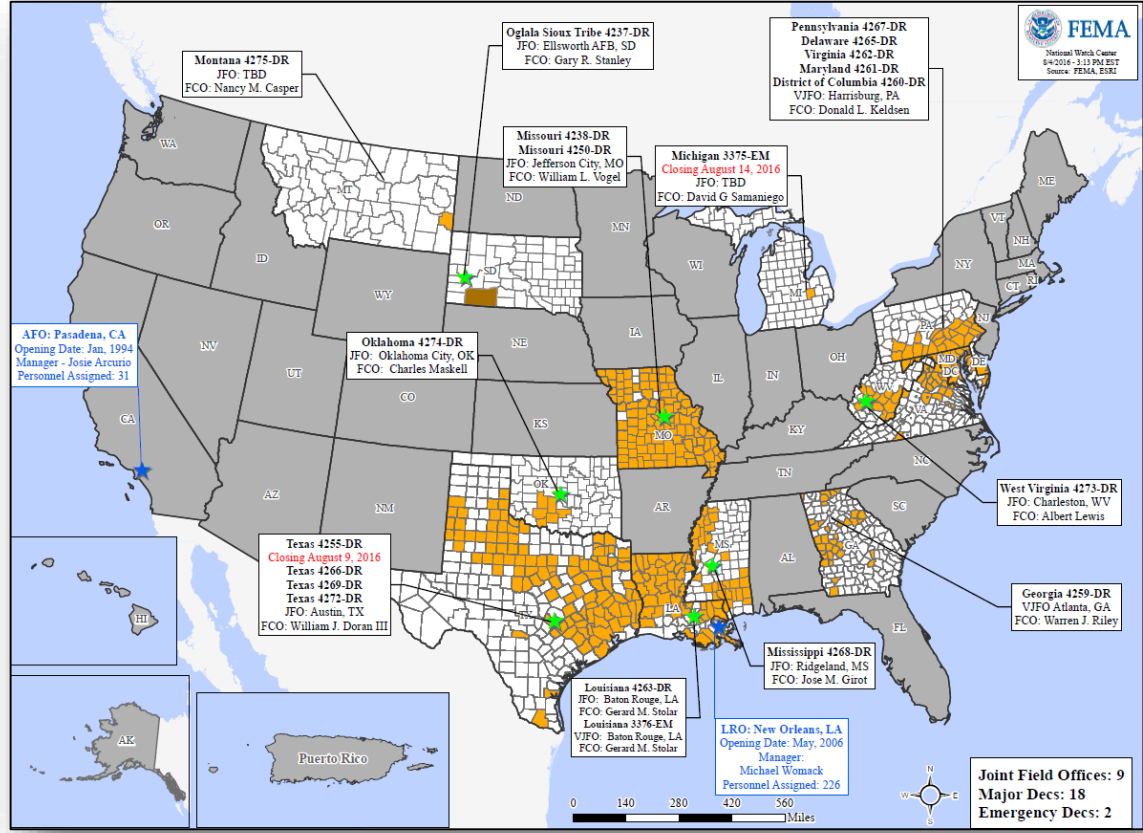 FEMA
National Watch Center
8/4/2016 - 3:13 PM EST
Source: FEMA, ESRI
Oglala Sioux Tribe 4237-DR
JFO: Ellsworth AFB, SD
FCO: Gary R. Stanley
Pennsylvania 4267-DR
Delaware 4265-DR
Virginia 4262-DR
Maryland 4261-DR
District of Columbia 4260-DR
VJFO: Harrisburg, PA
FCO: Donald L. Keldsen
Montana 4275-DR
JFO: TBD
FCO: Nancy M. Casper
Missouri 4238-DR
Missouri 4250-DR
JFO: Jefferson City, MO
FCO: William L. Vogel
Michigan 3375-EM
Closing August 14, 2016
JFO: TBD
FCO: David G Samaniego
WA
MT
ND
MN
ME
OR
ID
SD
WI
VT
NH
NY
MA
CT
RI
WY
MI
PA
NJ
AFO: Pasadena, CA
Opening Date: Jan, 1994
Manager - Josie Arcurio
Personnel Assigned: 31
NV
UT
NE
IA
OH
MD
DE
DC
Oklahoma 4274-DR
JFO: Oklahoma City, OK
FCO: Charles Maskell
CO
IL
IN
WV
VA
CA
KS
MO
KY
NC
TN
AZ
NM
OK
AR
SC
West Virginia 4273-DR
JFO: Charleston, WV
FCO: Albert Lewis
Texas 4255-DR
Closing August 9, 2016
Texas 4266-DR
Texas 4269-DR
Texas 4272-DR
JFO: Austin, TX
FCO: William J. Doran III
MS
AL
GA
TX
LA
FL
Georgia 4259-DR
VJFO Atlanta, GA
FCO: Warren J. Riley
HI
Mississippi 4268-DR
JFO: Ridgeland, MS
FCO: Jose M. Girot
Louisiana 4263-DR
JFO: Baton Rouge, LA
FCO: Gerard M. Stolar
Louisiana 3376-EM
VJFO: Baton Rouge, LA
FCO: Gerard M. Stolar
LRO: New Orleans, LA
Opening Date: May, 2006
Manager:
Michael Womack
Personnel Assigned: 226
AK
Puerto Rico
N
W
E
S
0 140 280 420 560
Miles
Joint Field Offices: 9
Major Decs: 18
Emergency Decs: 2